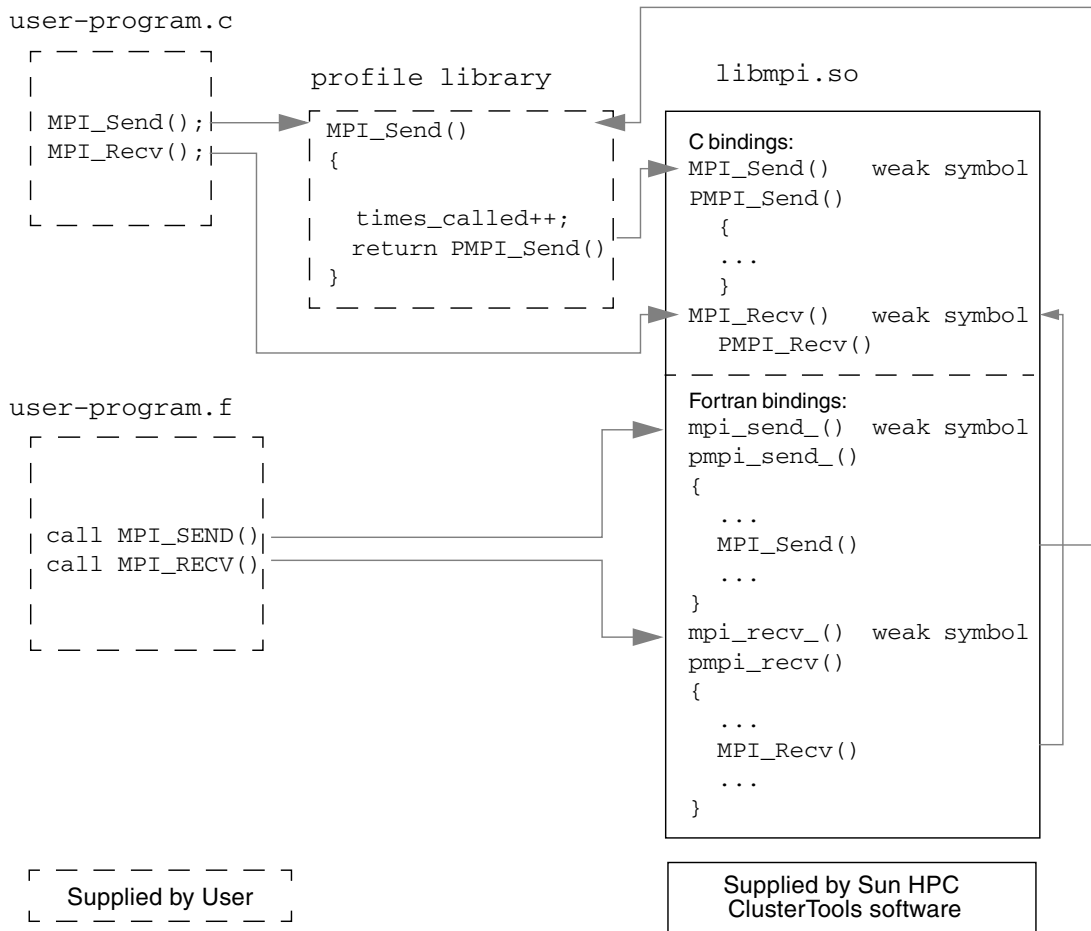 user-program.c
MPI_Send();
MPI_Recv();
profile library
MPI_Send()
{
times_called++;
return PMPI_Send()
}
libmpi.so
C bindings:
MPI_Send() weak symbol
PMPI_Send()
{
...
}
MPI_Recv() weak symbol
PMPI_Recv()
user-program.f
call MPI_SEND()
call MPI_RECV()
Fortran bindings:
mpi_send_() weak symbol
pmpi_send_()
{
...
MPI_Send()
...
}
mpi_recv_() weak symbol
pmpi_recv()
{
...
MPI_Recv()
...
}
Supplied by User
Supplied by Sun HPC
ClusterTools software